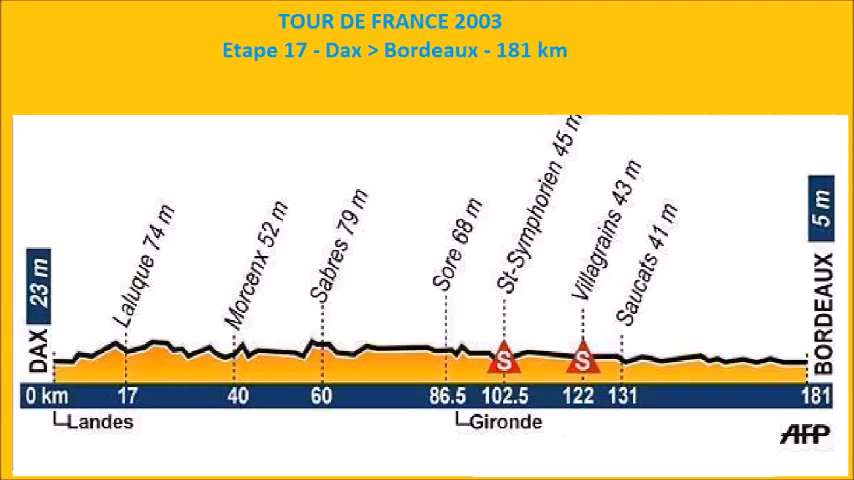 TOUR DE FRANCE 2003
Etape 17 - Dax > Bordeaux - 181 km
DAX 23 m
Laluque 74 m
Morcenx 52 m
Sabres 79 m
Sore 68 m
St-Symphorien 45 m
Villagrains 43 m
Saucats 41 m
BORDEAUX 5 m
S S
0 km 17 40 60 86.5 102.5 122 131 181
Landes Gironde
AFP